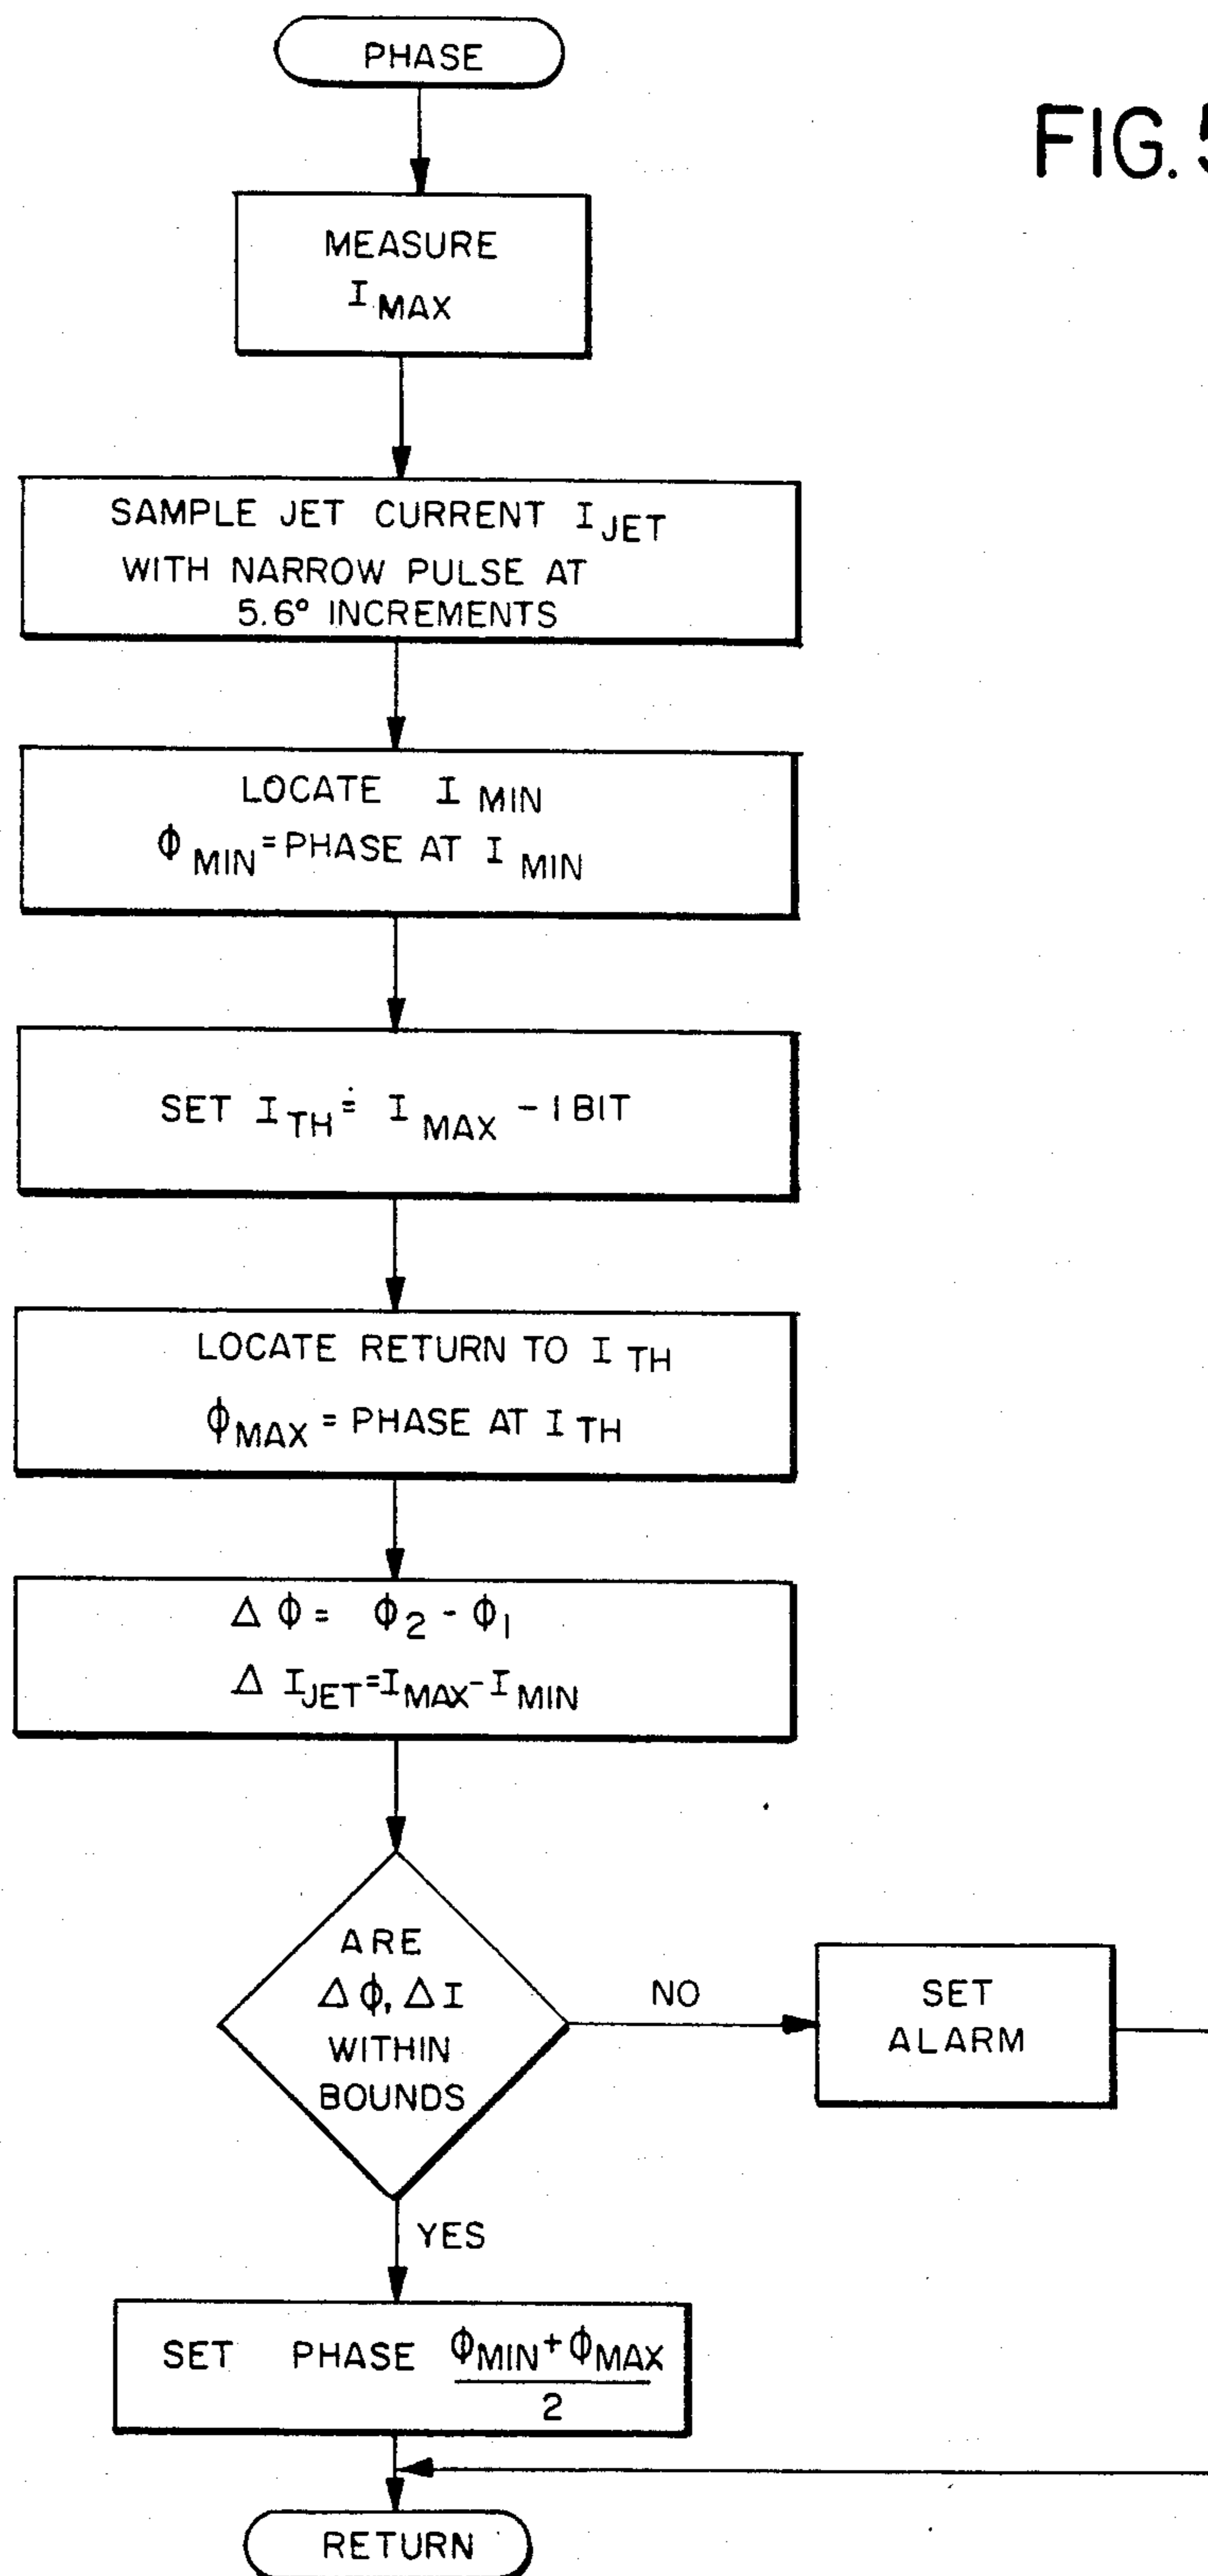 PHASE
FIG. 5
MEASURE
I MAX
SAMPLE JET CURRENT I JET
WITH NARROW PULSE AT
5.6° INCREMENTS
LOCATE I MIN
Φ MIN = PHASE AT I MIN
SET I TH = I MAX - 1 BIT
LOCATE RETURN TO I TH
Φ MAX = PHASE AT I TH
Δ Φ = Φ2 - Φ1
Δ I JET = I MAX - I MIN
ARE
Δ Φ, Δ I
WITHIN
BOUNDS
NO
SET
ALARM
YES
SET PHASE Φ MIN + Φ MAX
2
RETURN